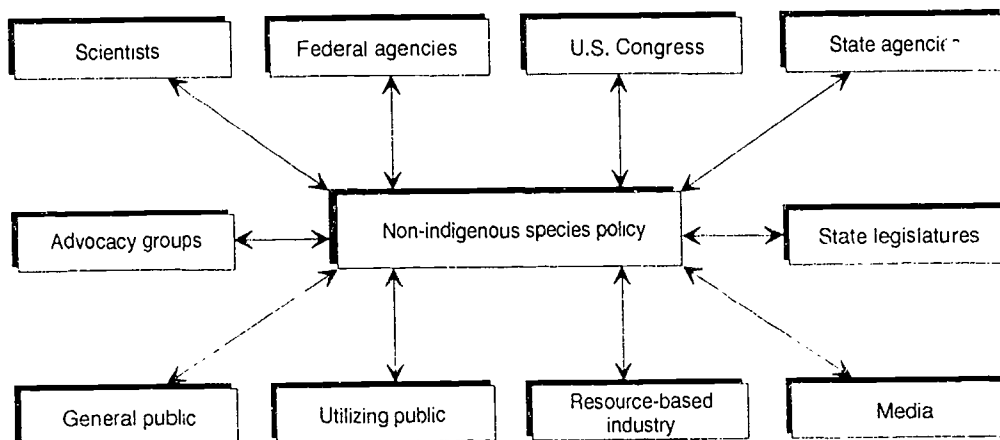 Scientists
Federal agencies
U.S. Congress
State
Advocacy groups
Non-indigenous species policy
State legislatures
General public
Utilizing public
Resource-based
industry
Media